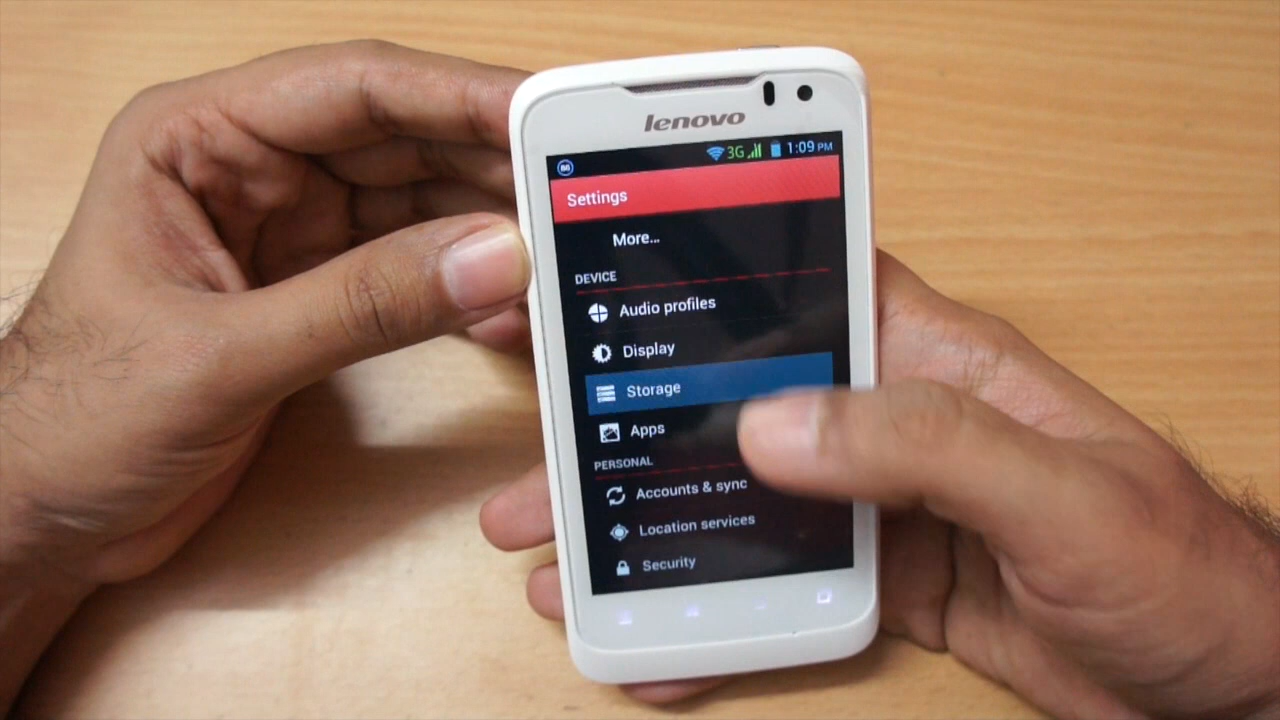 lenovo
3G 1:09 PM
Settings
More...
DEVICE
Audio profiles
Display
Storage
Apps
PERSONAL
Accounts & sync
Location services
Security